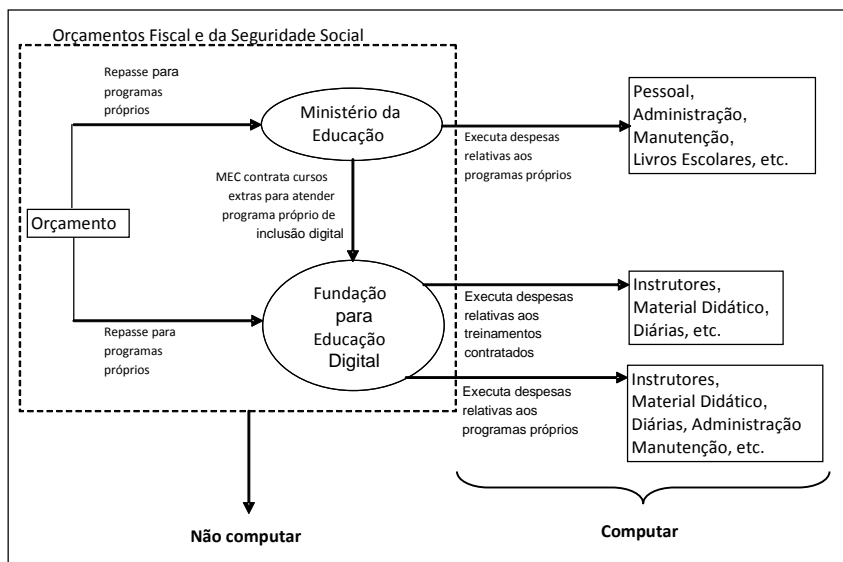 Orçamentos Fiscal e da Seguridade Social
Repasse para
programas
próprios
Ministério da
Educação
Executa despesas
relativas aos
programas próprios
Pessoal,
Administração,
Manutenção,
Livros Escolares, etc.
MEC contrata cursos
extras para atender
programa próprio de
inclusão digital
Orçamento
Repasse para
programas
próprios
Fundação
para
Educação
Digital
Executa despesas
relativas aos
treinamentos
contratados
Instrutores,
Material Didático,
Diárias, etc.
Executa despesas
relativas aos
programas próprios
Instrutores,
Material Didático,
Diárias, Administração
Manutenção, etc.
Não computar
Computar